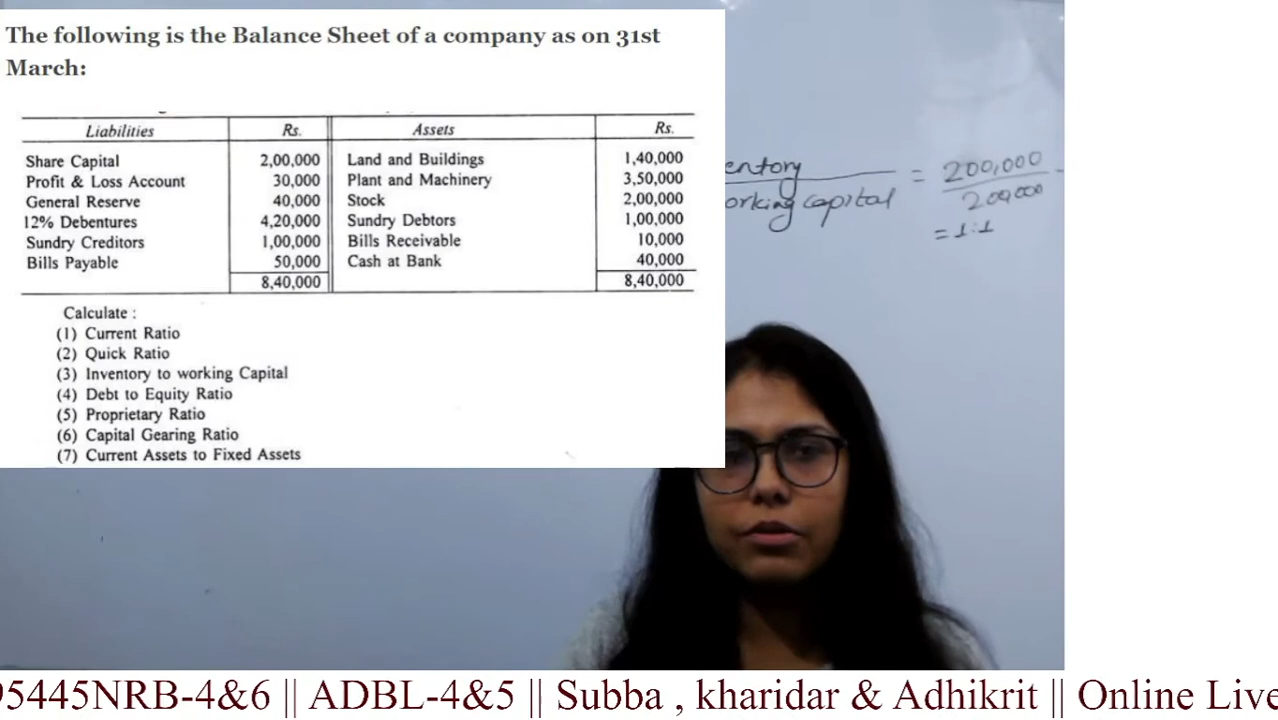 The following is the Balance Sheet of a company as on 31st
March:
Liabilities Rs. Assets Rs.
Share Capital 2,00,000 Land and Buildings 1,40,000
Profit & Loss Account 30,000 Plant and Machinery 3,50,000
General Reserve 40,000 Stock 2,00,000
12% Debentures 4,20,000 Sundry Debtors 1,00,000
Sundry Creditors 1,00,000 Bills Receivable 10,000
Bills Payable 50,000 Cash at Bank 40,000
8,40,000 8,40,000
Calculate :
(1) Current Ratio
(2) Quick Ratio
(3) Inventory to working Capital
(4) Debt to Equity Ratio
(5) Proprietary Ratio
(6) Capital Gearing Ratio
(7) Current Assets to Fixed Assets
entory = 200,000
orking capital 200000
= 1:1
95445NRB-4&6 || ADBL-4&5 || Subba , kharidar & Adhikrit || Online Live